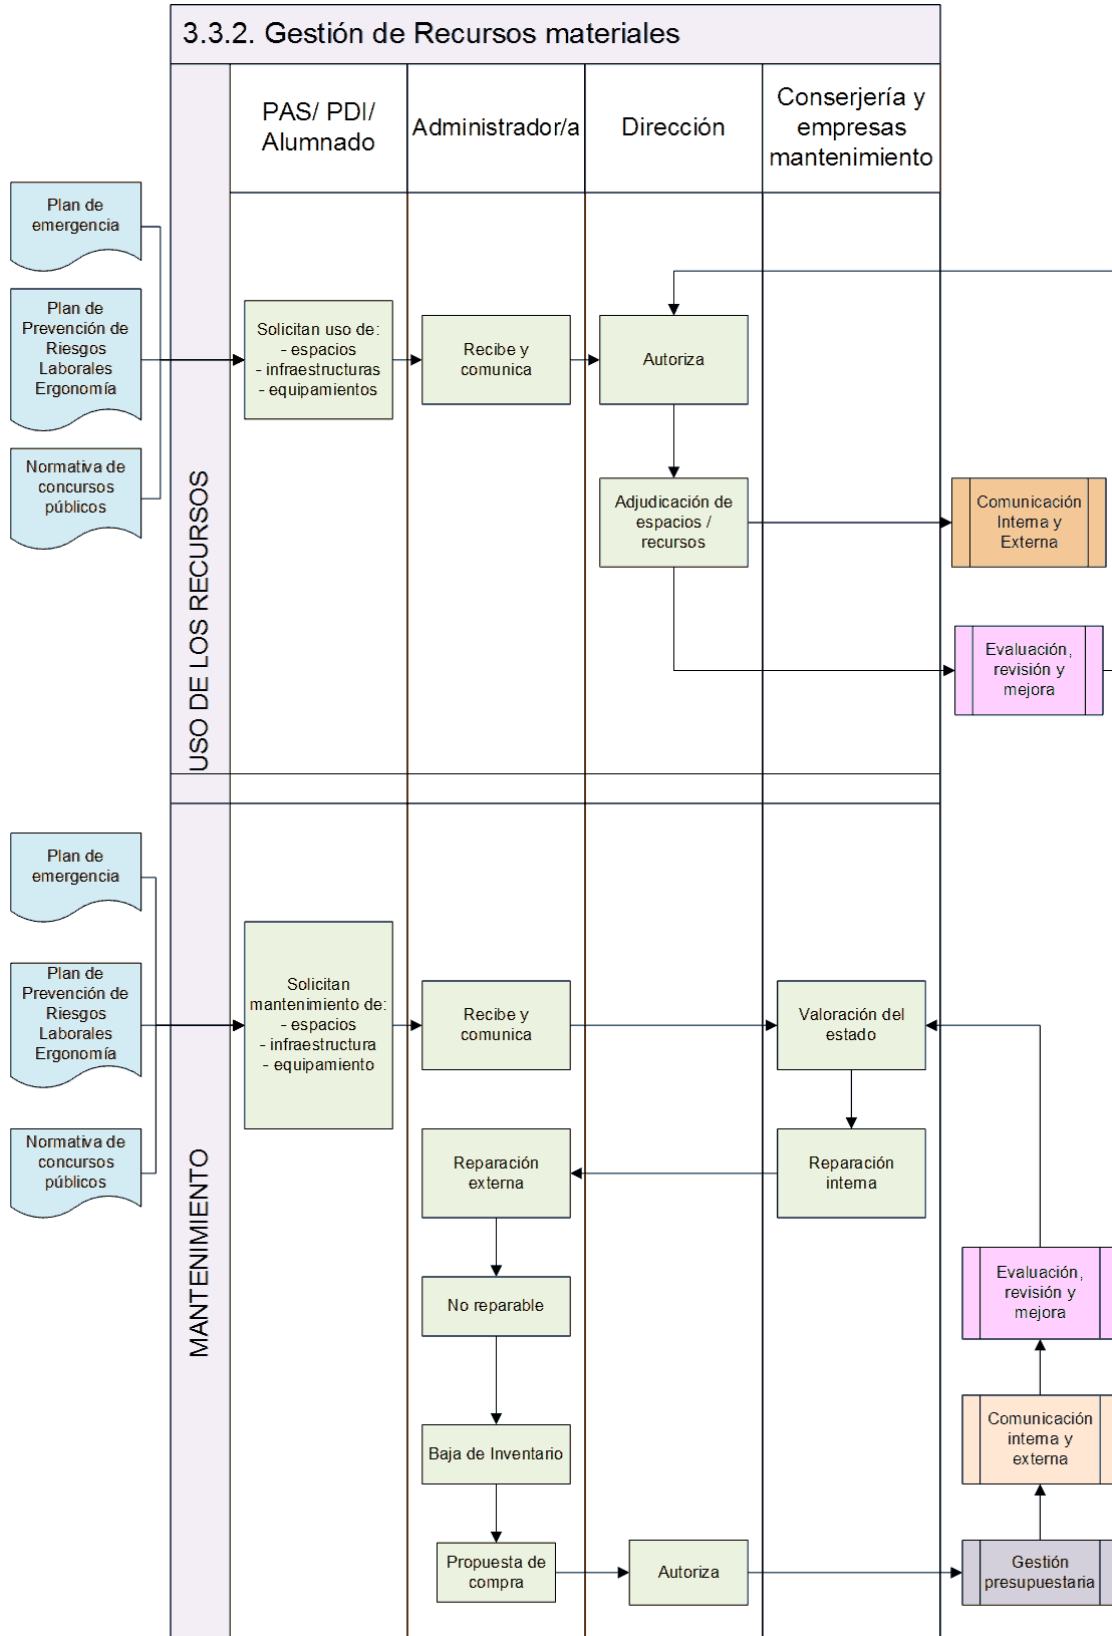 3.3.2. Gestión de Recursos materiales
PAS/ PDI/
Alumnado
Administrador/a
Dirección
Conserjería y
empresas
mantenimiento
USO DE LOS RECURSOS
Plan de
emergencia
Plan de
Prevención de
Riesgos
Laborales
Ergonomía
Normativa de
concursos
públicos
Solicitan uso de:
- espacios
- infraestructuras
- equipamientos
Recibe y
comunica
Autoriza
Adjudicación de
espacios /
recursos
Comunicación
Interna y
Externa
Evaluación,
revisión y
mejora
MANTENIMIENTO
Plan de
emergencia
Plan de
Prevención de
Riesgos
Laborales
Ergonomía
Normativa de
concursos
públicos
Solicitan
mantenimiento de:
- espacios
- infraestructura
- equipamiento
Recibe y
comunica
Valoración del
estado
Reparación
interna
Reparación
externa
No reparable
Baja de Inventario
Propuesta de
compra
Autoriza
Gestión
presupuestaria
Comunicación
interna y
externa
Evaluación,
revisión y
mejora